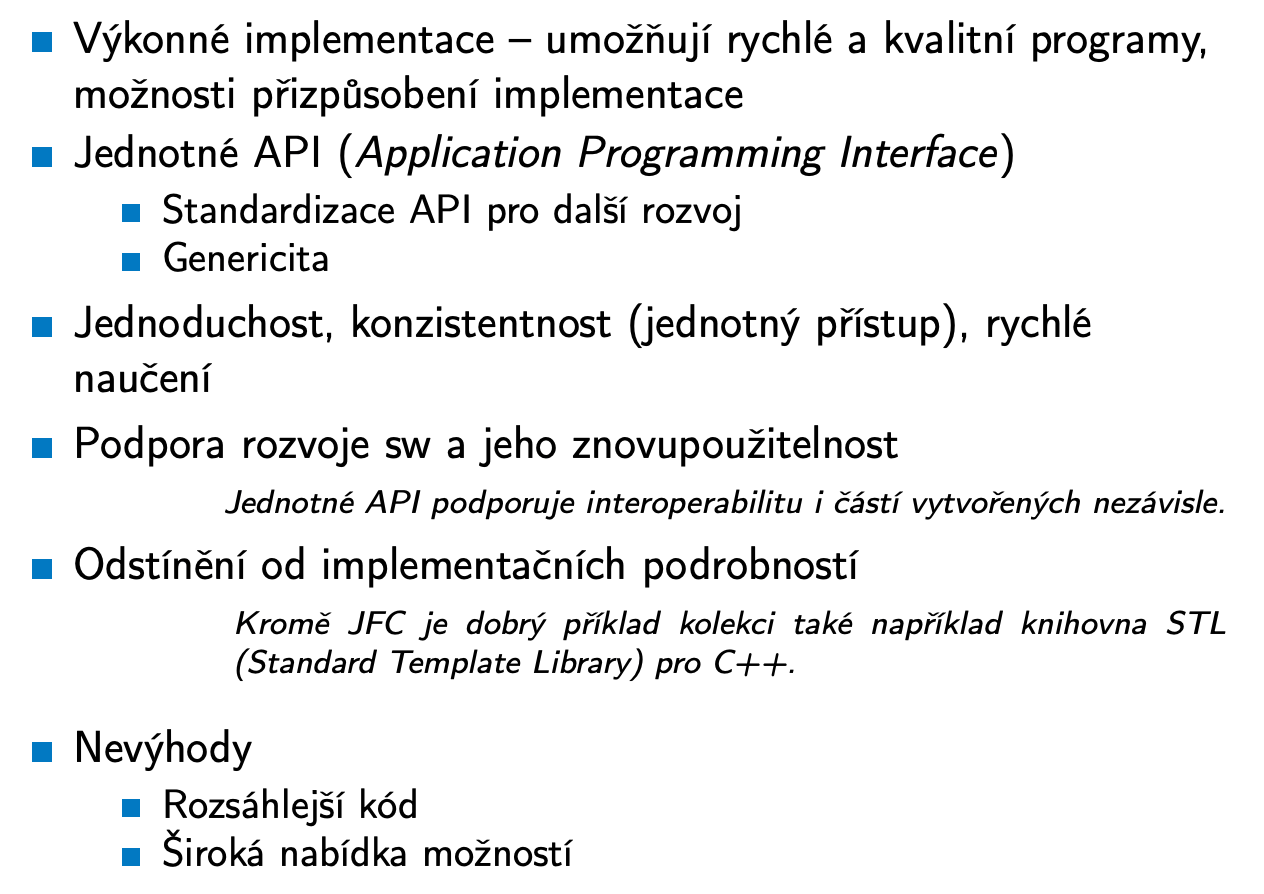 Výkonné implementace – umožňují rychlé a kvalitní programy,
možnosti přizpůsobení implementace
Jednotné API (Application Programming Interface)
Standardizace API pro další rozvoj
Genericita
Jednoduchost, konzistentnost (jednotný přístup), rychlé
naučení
Podpora rozvoje sw a jeho znovupoužitelnost
Jednotné API podporuje interoperabilitu i částí vytvořených nezávisle.
Odstínění od implementačních podrobností
Kromě JFC je dobrý příklad kolekci také například knihovna STL
(Standard Template Library) pro C++.
Nevýhody
Rozsáhlejší kód
Široká nabídka možností